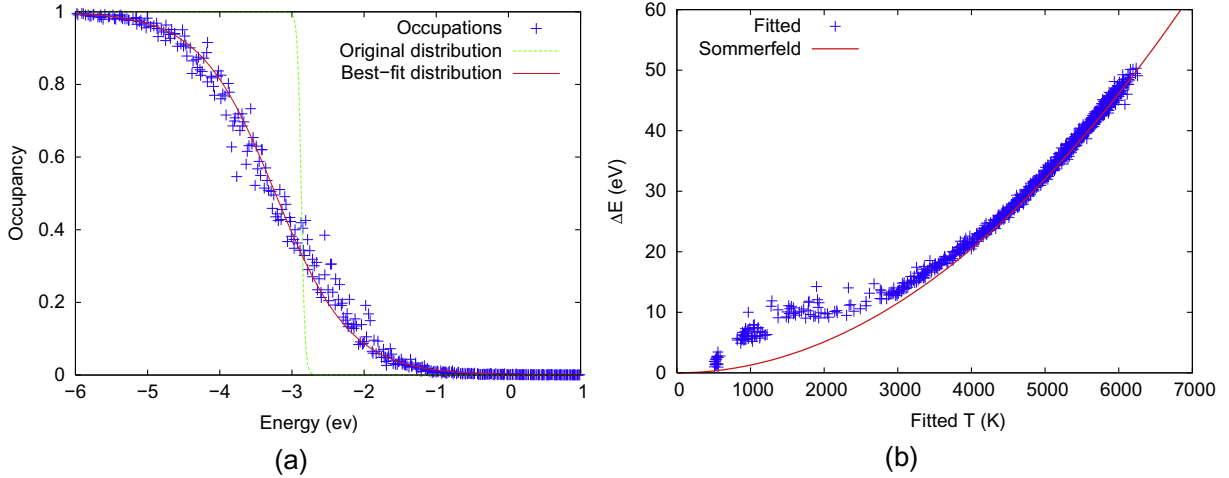 Occupations
Original distribution
Best-fit distribution
1
0.8
0.6
0.4
0.2
0
Occupancy
−6 −5 −4 −3 −2 −1 0 1
Energy (ev)
(a)
Fitted
Sommerfeld
60
50
40
30
20
10
0
ΔE (eV)
0 1000 2000 3000 4000 5000 6000 7000
Fitted T (K)
(b)